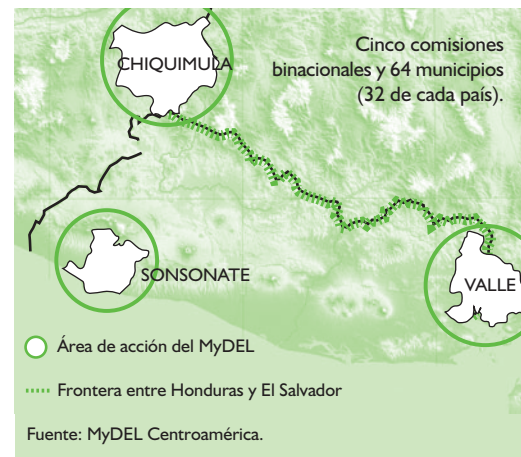 Cinco comisiones
binacionales y 64 municipios
(32 de cada país).
CHIQUIMULA
SONSONATE
VALLE
Área de acción del MyDEL
Frontera entre Honduras y El Salvador
Fuente: MyDEL Centroamérica.